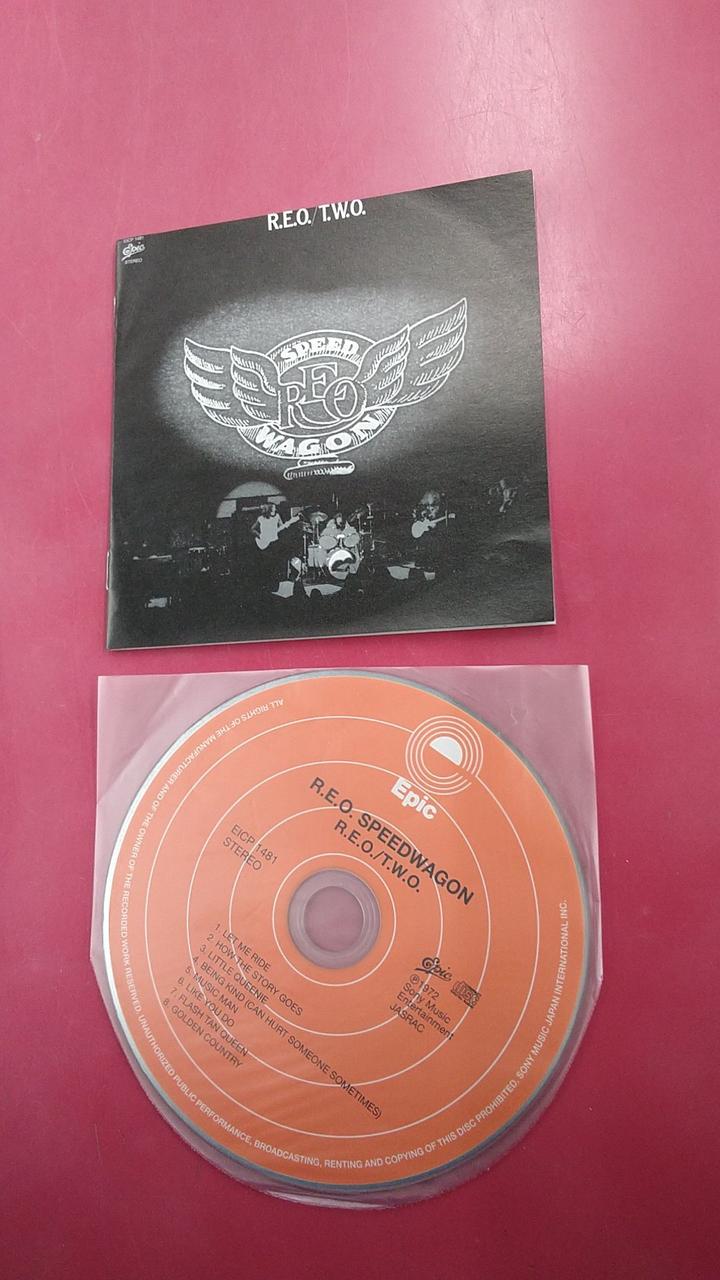 R.E.O./T.W.O.
EICP 1481
Epic
STEREO
SPEED
REO
WAGON
Epic
R.E.O. SPEEDWAGON
R.E.O./T.W.O.
EICP 1481
STEREO
1. LET ME RIDE
2. HOW THE STORY GOES
3. LITTLE QUEENIE
4. BEING KIND (CAN HURT SOMEONE SOMETIMES)
5. MUSIC MAN
6. LIKE YOU DO
7. FLASH TAN QUEEN
8. GOLDEN COUNTRY
Epic
℗1972
Sony Music
Entertainment
JASRAC
ALL RIGHTS OF THE MANUFACTURER AND OF THE OWNER OF THE RECORDED WORK RESERVED. UNAUTHORIZED PUBLIC PERFORMANCE, BROADCASTING, RENTING AND COPYING OF THIS DISC PROHIBITED. SONY MUSIC JAPAN INTERNATIONAL INC.